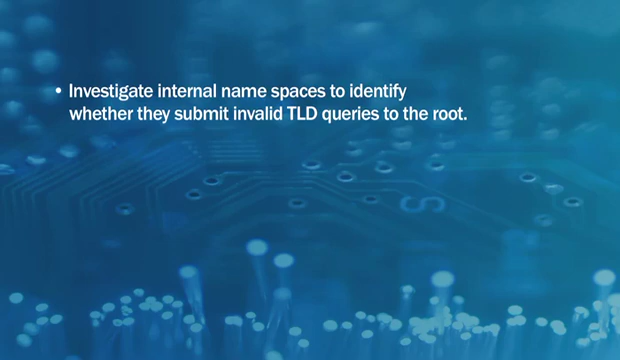 • Investigate internal name spaces to identify
whether they submit invalid TLD queries to the root.